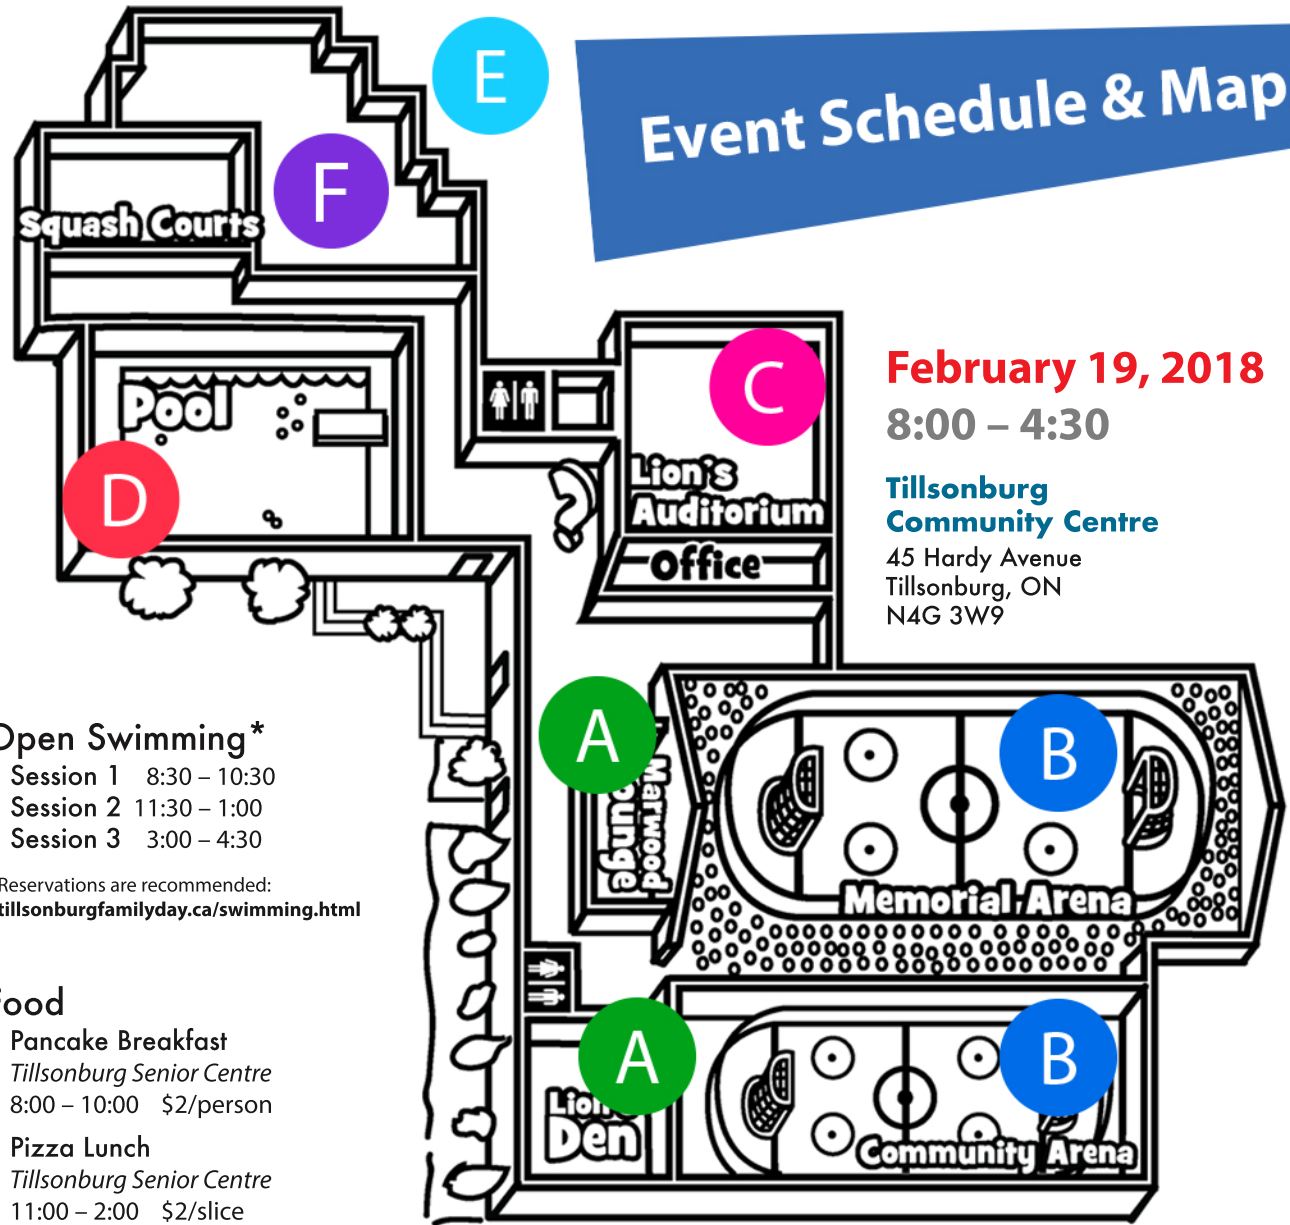 E
Event Schedule & Map
F
Squash Courts
C
February 19, 2018
8:00 – 4:30
Pool
Lion's
Auditorium
D
Tillsonburg
Community Centre
Office
45 Hardy Avenue
Tillsonburg, ON
N4G 3W9
A
B
Marwood
Lounge
Memorial Arena
Open Swimming*
Session 1 8:30 – 10:30
Session 2 11:30 – 1:00
Session 3 3:00 – 4:30
Reservations are recommended:
tillsonburgfamilyday.ca/swimming.html
Food
Pancake Breakfast
Tillsonburg Senior Centre
8:00 – 10:00 $2/person
Pizza Lunch
Tillsonburg Senior Centre
11:00 – 2:00 $2/slice
A
B
Lion's
Den
Community Arena